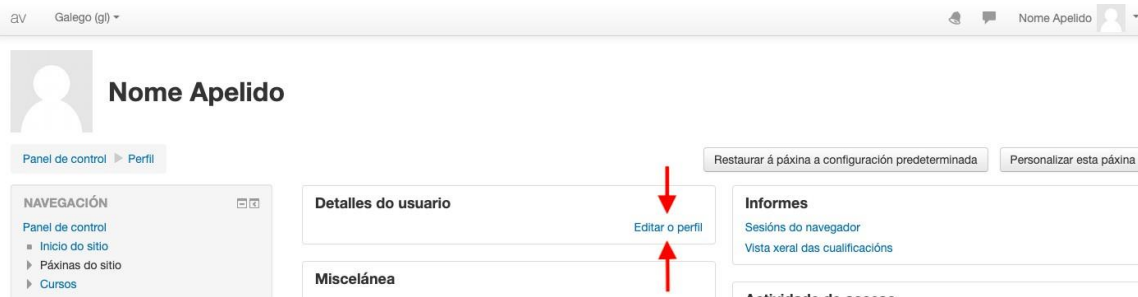 av Galego (gl) Nome Apelido
Nome Apelido
Panel de control Perfil
Restaurar á páxina a configuración predeterminada Personalizar esta páxina
NAVEGACIÓN
Panel de control
Inicio do sitio
Páxinas do sitio
Cursos
Detalles do usuario
Editar o perfil
Miscelánea
Informes
Sesións do navegador
Vista xeral das cualificacións